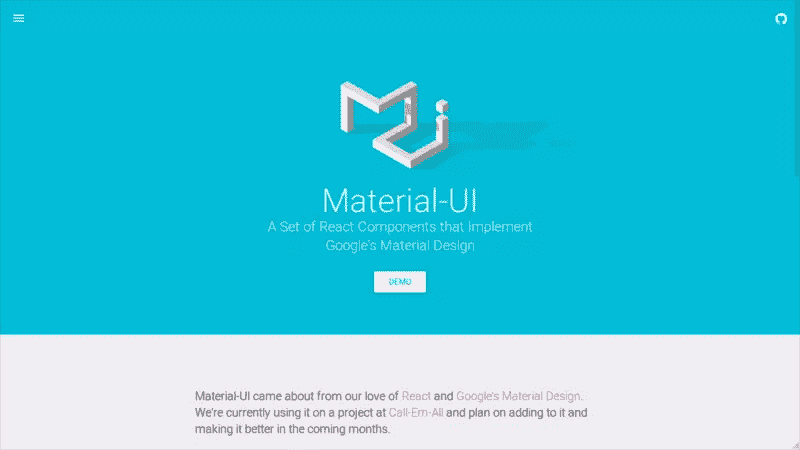 Material-UI
A Set of React Components that Implement
Google's Material Design
DEMO
Material-UI came about from our love of React and Google's Material Design.
We're currently using it on a project at Call-Em-All and plan on adding to it and
making it better in the coming months.